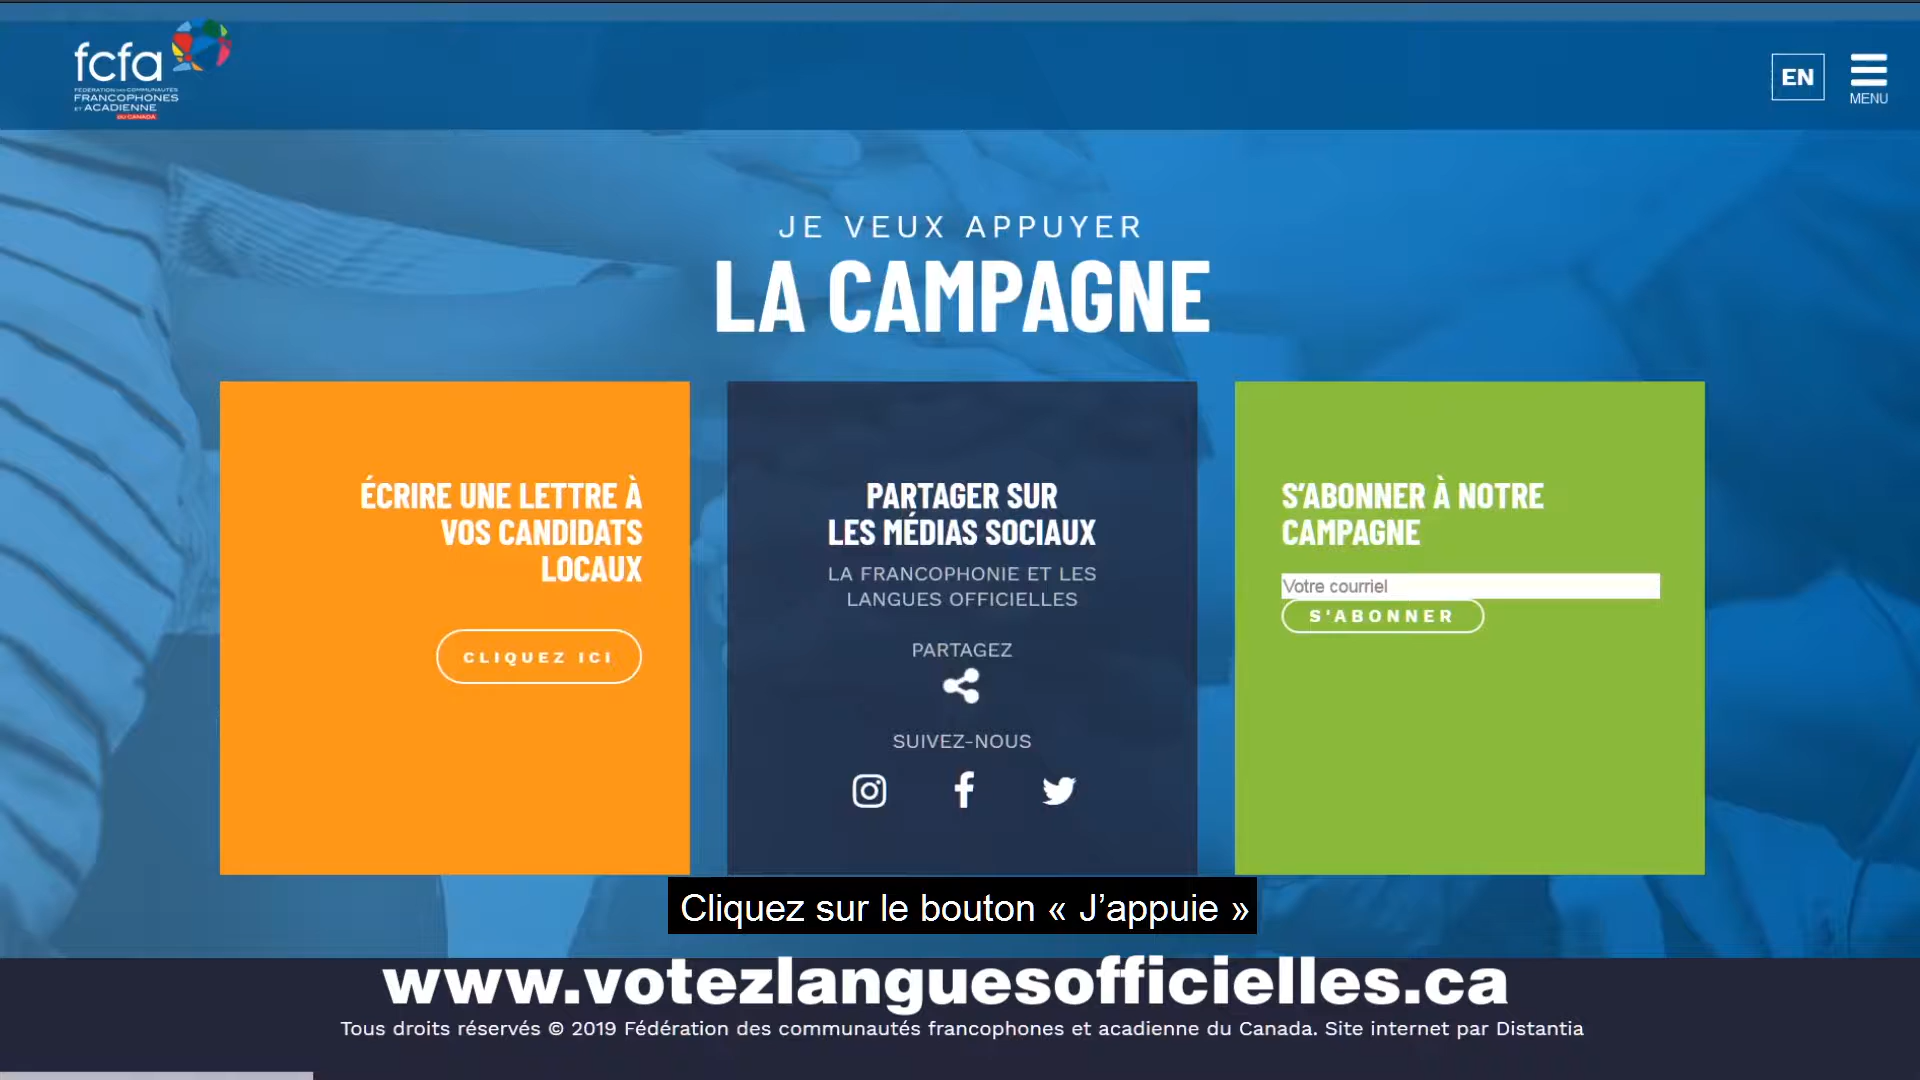 fcfa
FÉDÉRATION DES COMMUNAUTÉS
FRANCOPHONES
ET ACADIENNE
DU CANADA
EN
MENU
JE VEUX APPUYER
LA CAMPAGNE
ÉCRIRE UNE LETTRE À
VOS CANDIDATS
LOCAUX
CLIQUEZ ICI
PARTAGER SUR
LES MÉDIAS SOCIAUX
LA FRANCOPHONIE ET LES
LANGUES OFFICIELLES
PARTAGEZ
SUIVEZ-NOUS
S'ABONNER À NOTRE
CAMPAGNE
Votre courriel
S'ABONNER
Cliquez sur le bouton « J’appuie »
www.votezlanguesofficielles.ca
Tous droits réservés © 2019 Fédération des communautés francophones et acadienne du Canada. Site internet par Distantia